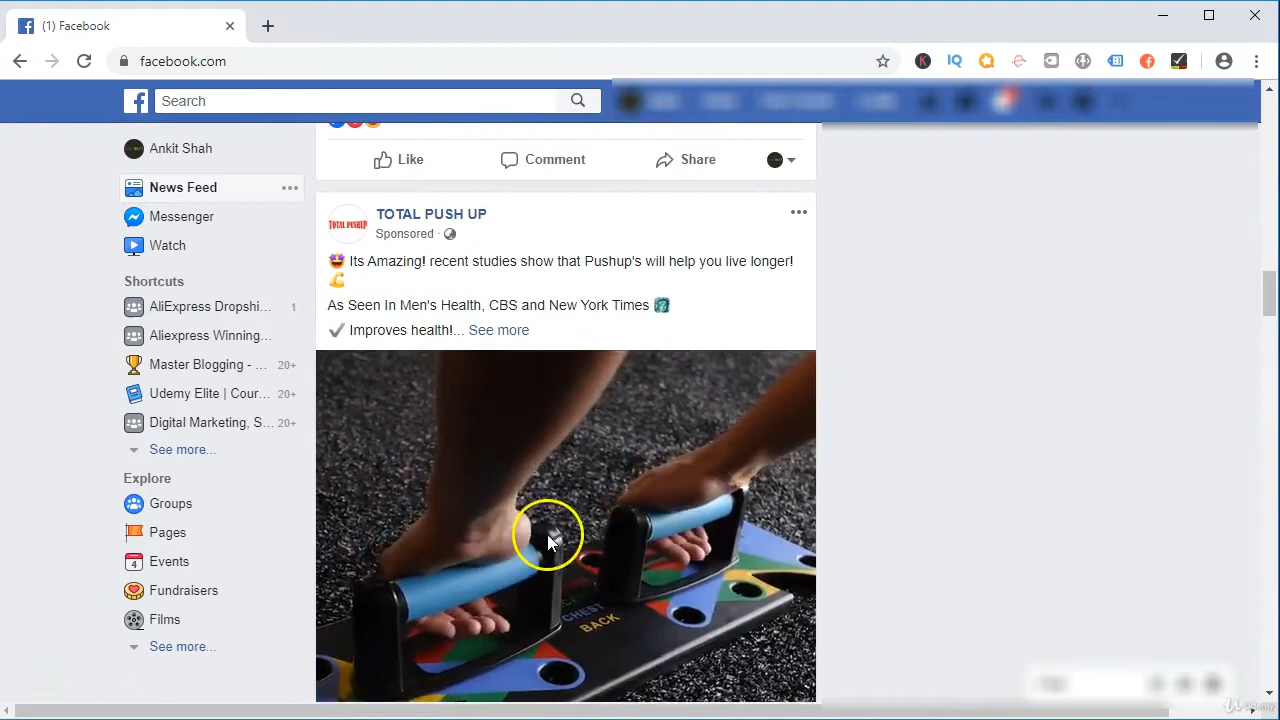 (1) Facebook
facebook.com
Search
Ankit Shah
News Feed
Messenger
Watch
Shortcuts
AliExpress Dropshi... 1
Aliexpress Winning...
Master Blogging - ... 20+
Udemy Elite | Cour... 20+
Digital Marketing, S... 20+
See more...
Explore
Groups
Pages
Events
Fundraisers
Films
See more...
Like Comment Share
TOTAL PUSHUP
TOTAL PUSH UP
Sponsored ·
🤩 Its Amazing! recent studies show that Pushup's will help you live longer!
💪
As Seen In Men's Health, CBS and New York Times 🗽
✔ Improves health!... See more
CHEST
BACK
Udemy